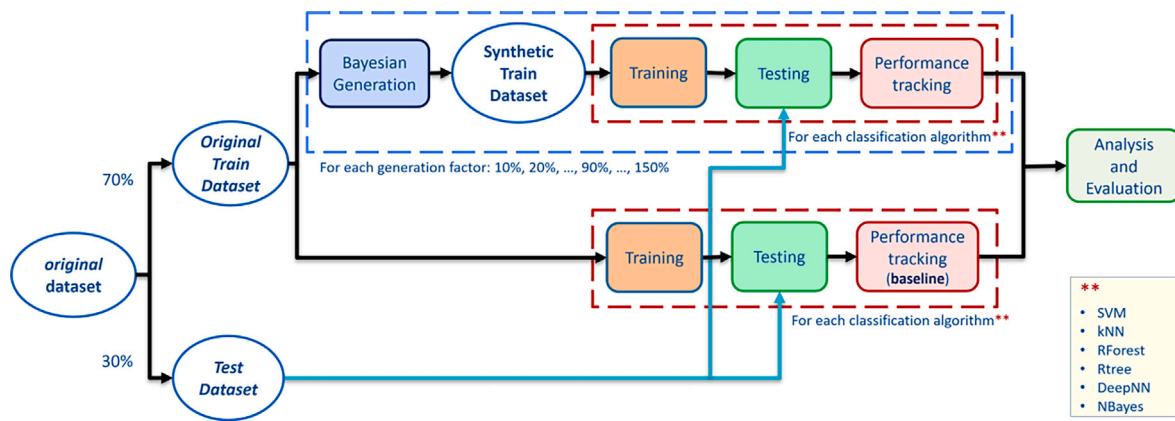 Bayesian
Generation
Synthetic
Train
Dataset
Training
Testing
Performance
tracking
For each classification algorithm**
For each generation factor: 10%, 20%, ..., 90%, ..., 150%
Original
Train
Dataset
70%
Analysis
and
Evaluation
original
dataset
Training
Testing
Performance
tracking
(baseline)
For each classification algorithm**
30%
Test
Dataset
**
• SVM
• kNN
• RForest
• Rtree
• DeepNN
• NBayes